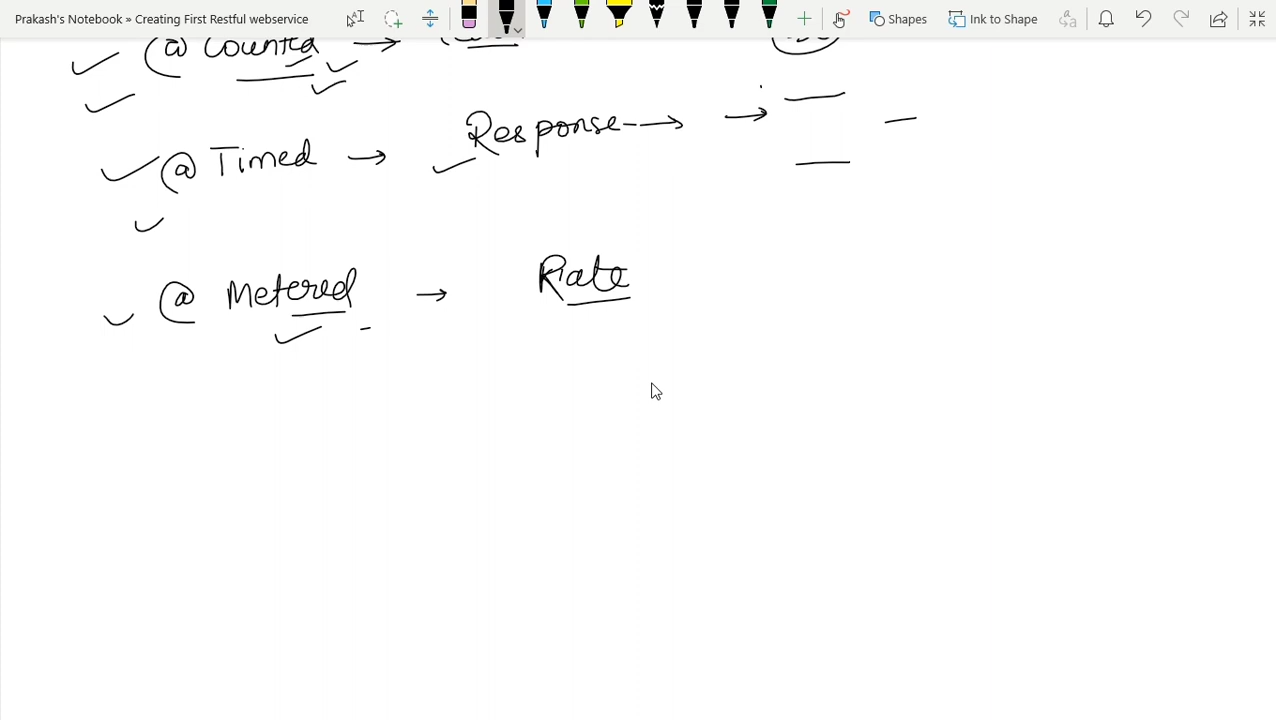 Prakash's Notebook » Creating First Restful webservice
Shapes
Ink to Shape
@ Counted →
@ Timed → Response →→
@ Metered → Rate